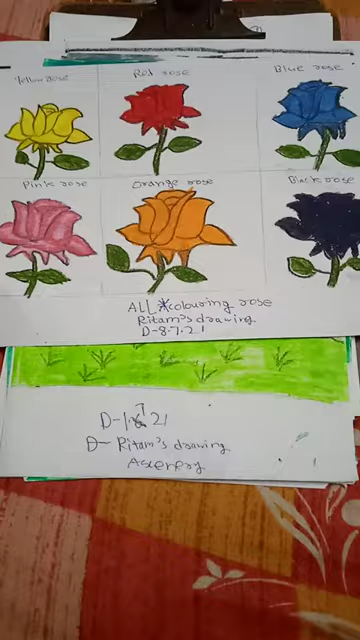 Yellow rose
Red rose
Blue rose
Pink rose
Orange rose
Black rose
ALL colouring rose
Ritam's drawing
D-8.7.21
21
D- Ritam's drawing